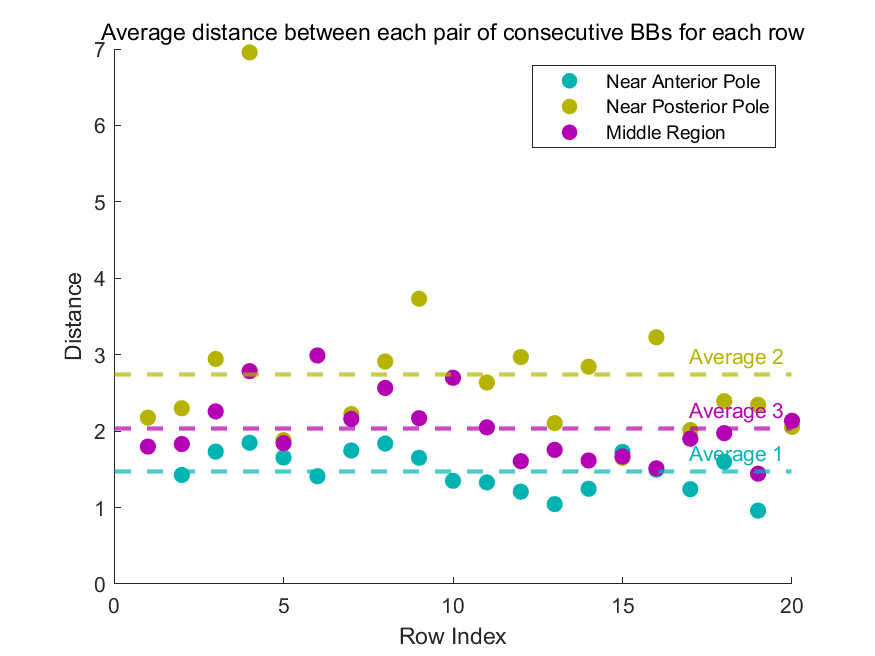 Average distance between each pair of consecutive BBs for each row
7
6
5
4
3
2
1
0
0
5
10
15
20
Distance
Row Index
Near Anterior Pole
Near Posterior Pole
Middle Region
Average 2
Average 3
Average 1